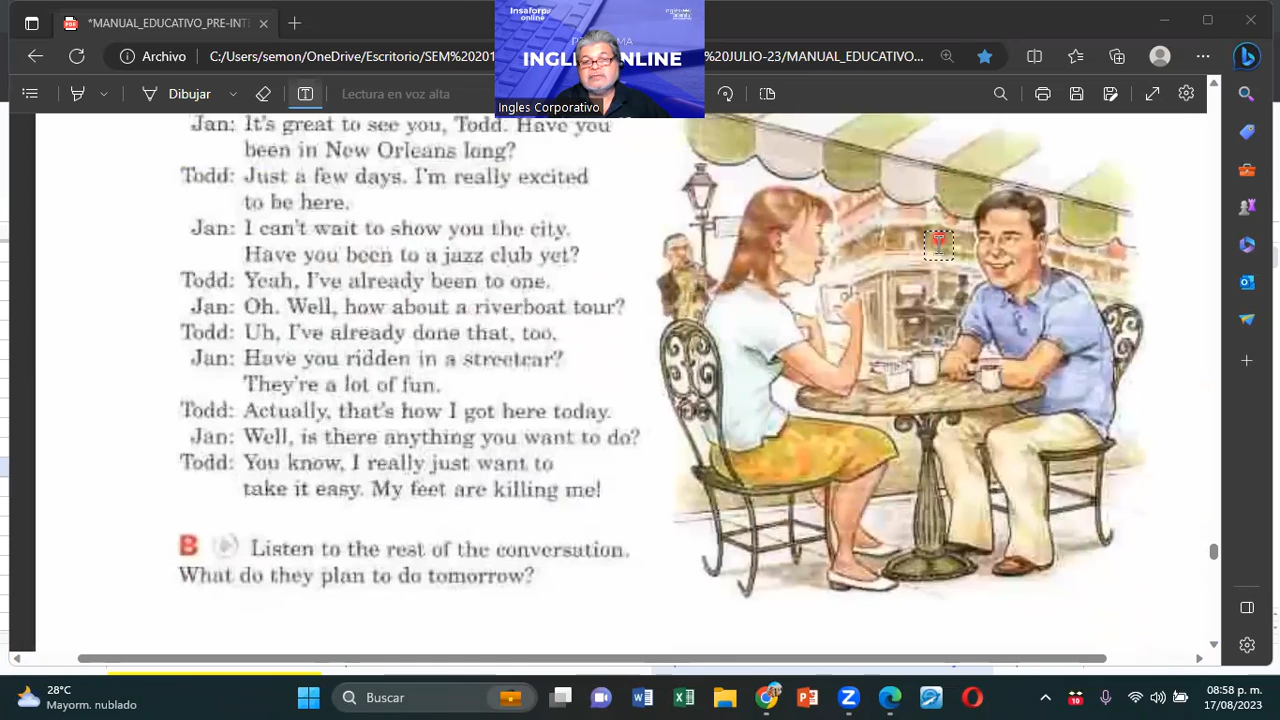 *MANUAL_EDUCATIVO_PRE-INT
Insaforp
online
INGL NLINE
Ingles Corporativo
Archivo
C:/Users/semon/OneDrive/Escritorio/SEM%201
%20JULIO-23/MANUAL_EDUCATIVO...
Dibujar
Lectura en voz alta
Jan: It's great to see you, Todd. Have you
been in New Orleans long?
Todd: Just a few days. I'm really excited
to be here.
Jan: I can't wait to show you the city.
Have you been to a jazz club yet?
Todd: Yeah, I've already been to one.
Jan: Oh. Well, how about a riverboat tour?
Todd: Uh, I've already done that, too.
Jan: Have you ridden in a streetcar?
They're a lot of fun.
Todd: Actually, that's how I got here today.
Jan: Well, is there anything you want to do?
Todd: You know, I really just want to
take it easy. My feet are killing me!
B Listen to the rest of the conversation.
What do they plan to do tomorrow?
28°C
Mayorm. nublado
Buscar
10
08:58 p. m.
17/08/2023